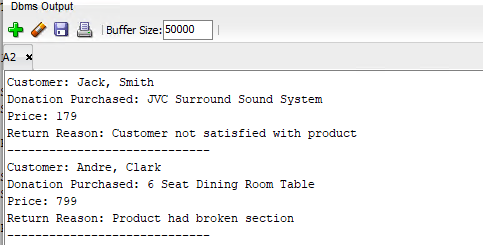 Dbms Output
Buffer Size: 50000
A2 x
Customer: Jack, Smith
Donation Purchased: JVC Surround Sound System
Price: 179
Return Reason: Customer not satisfied with product
----------------------------
Customer: Andre, Clark
Donation Purchased: 6 Seat Dining Room Table
Price: 799
Return Reason: Product had broken section
----------------------------